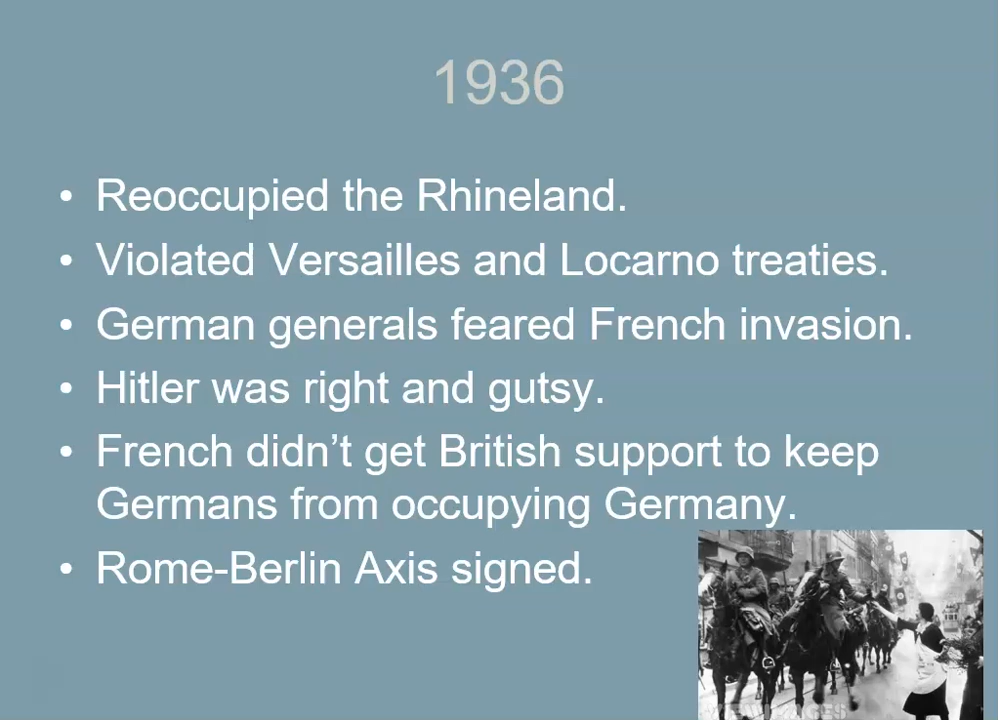 1936
• Reoccupied the Rhineland.
• Violated Versailles and Locarno treaties.
• German generals feared French invasion.
• Hitler was right and gutsy.
• French didn’t get British support to keep
Germans from occupying Germany.
• Rome-Berlin Axis signed.